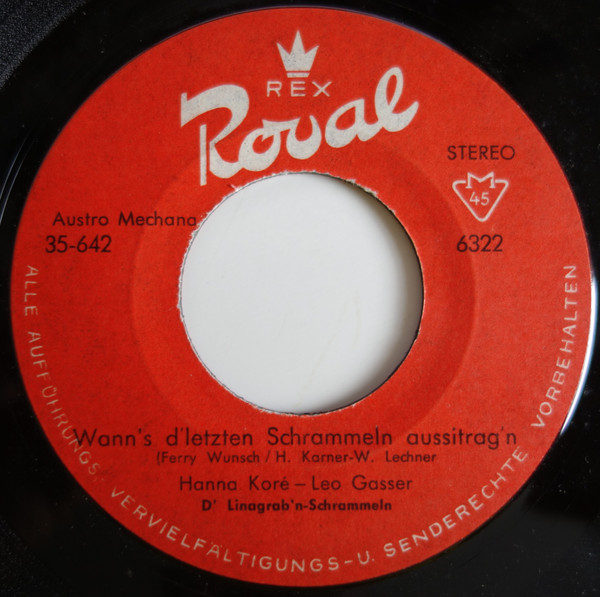 REX
Royal
STEREO
45
Austro Mechana
35-642
6322
Wann's d'letzten Schrammeln aussitrag'n
(Ferry Wunsch / H. Karner-W. Lechner
Hanna Koré – Leo Gasser
D' Linagrab'n-Schrammeln
ALLE AUFFÜHRUNGS, VERVIELFÄLTIGUNGS-U. SENDERECHTE VORBEHALTEN